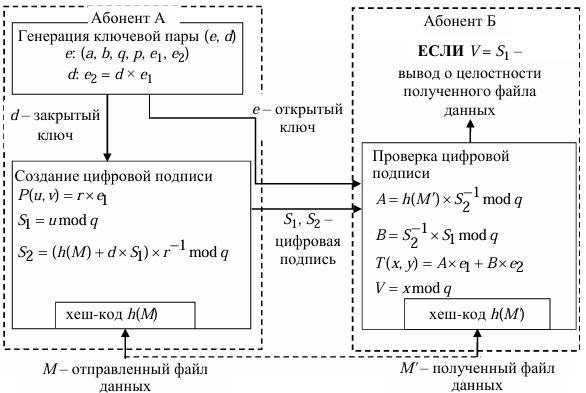 Абонент А
Генерация ключевой пары (e, d)
e: (a, b, q, p, e₁, e₂)
d: e₂ = d × e₁
d – закрытый
ключ
e – открытый
ключ
Создание цифровой подписи
P(u, v) = r × e₁
S₁ = u mod q
S₂ = (h(M) + d × S₁) × r⁻¹ mod q
хеш-код h(M)
M – отправленный файл
данных
S₁, S₂ –
цифровая
подпись
Абонент Б
ЕСЛИ V = S₁ –
вывод о целостности
полученного файла
данных
Проверка цифровой
подписи
A = h(M′) × S₂⁻¹ mod q
B = S₂⁻¹ × S₁ mod q
T(x, y) = A × e₁ + B × e₂
V = x mod q
хеш-код h(M′)
M′ – полученный файл
данных